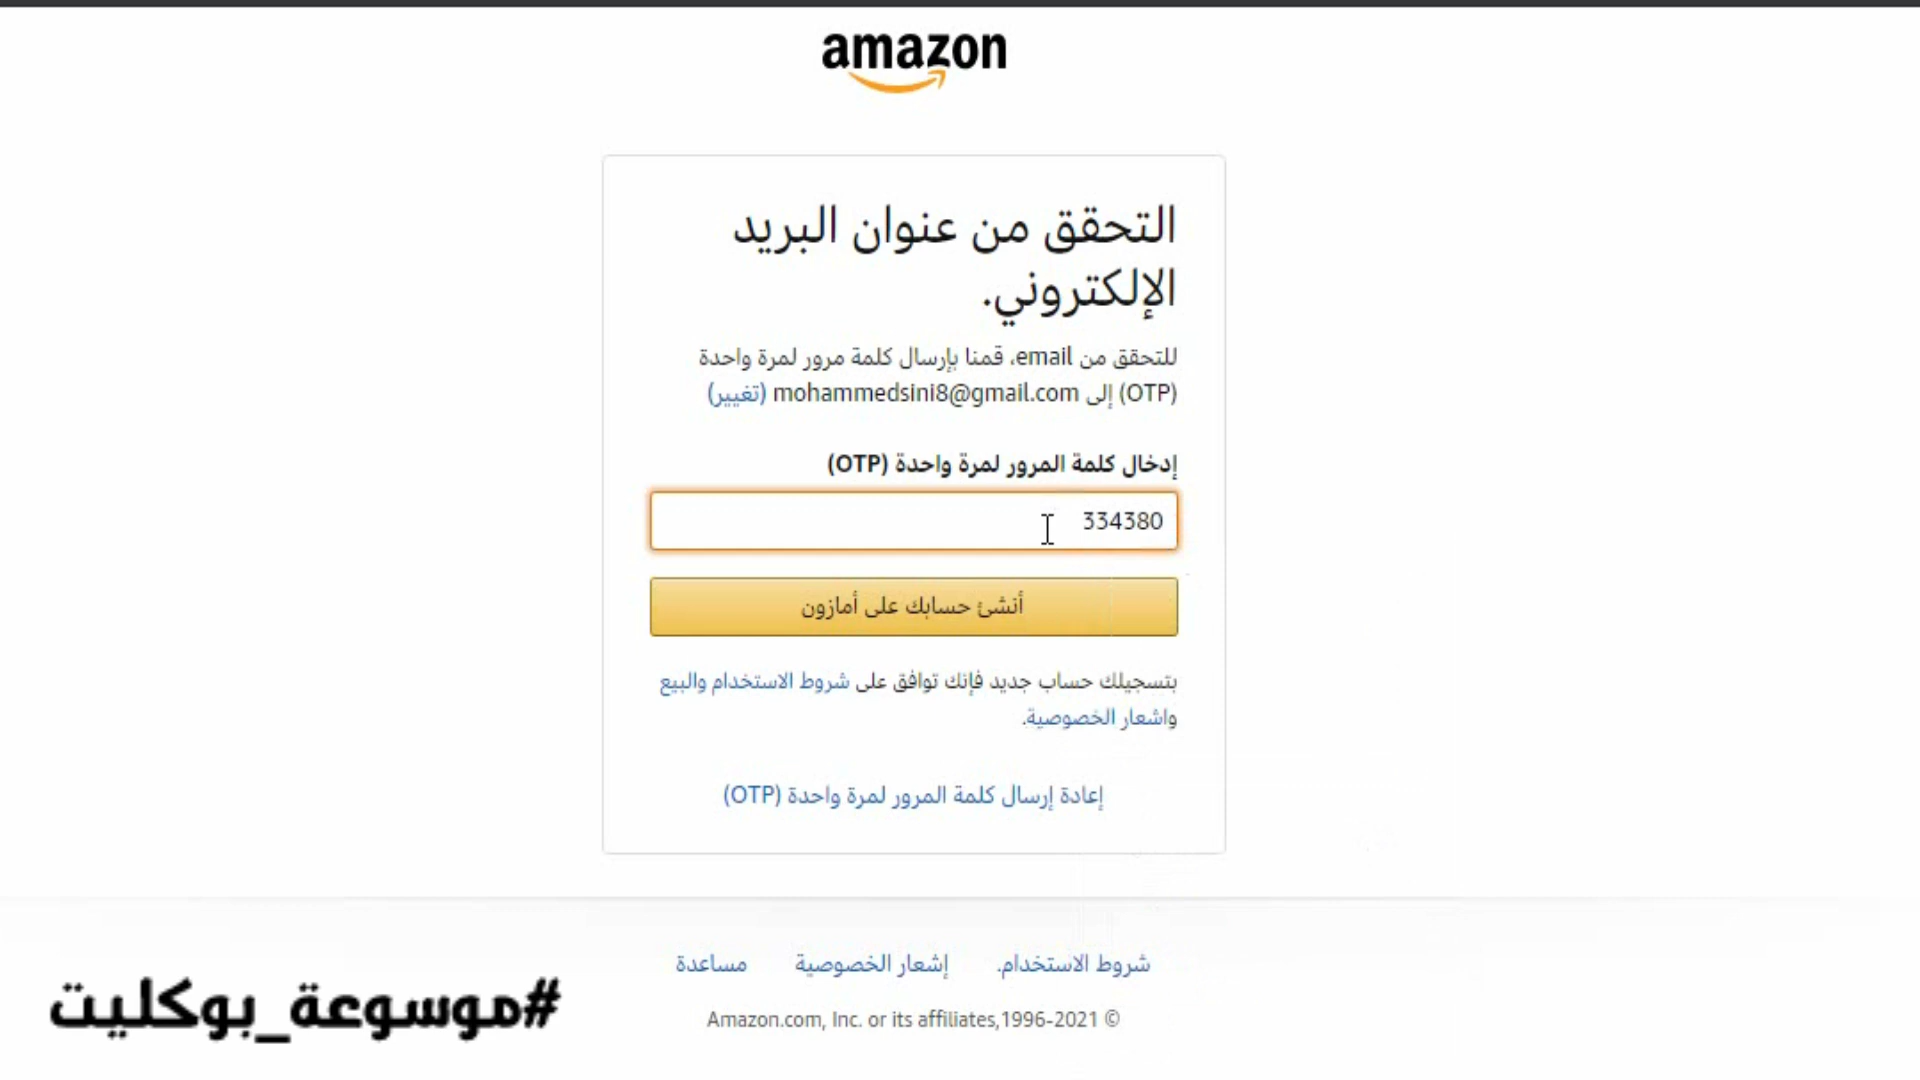 amazon
التحقق من عنوان البريد
الإلكتروني.
للتحقق من email، قمنا بإرسال كلمة مرور لمرة واحدة
(OTP) إلى mohammedsini8@gmail.com (تغيير)
إدخال كلمة المرور لمرة واحدة (OTP)
334380
أنشئ حسابك على أمازون
بتسجيلك حساب جديد فإنك توافق على شروط الاستخدام والبيع
واشعار الخصوصية.
إعادة إرسال كلمة المرور لمرة واحدة (OTP)
شروط الاستخدام. إشعار الخصوصية مساعدة
Amazon.com, Inc. or its affiliates,1996-2021 ©
#موسوعة_بوكليت